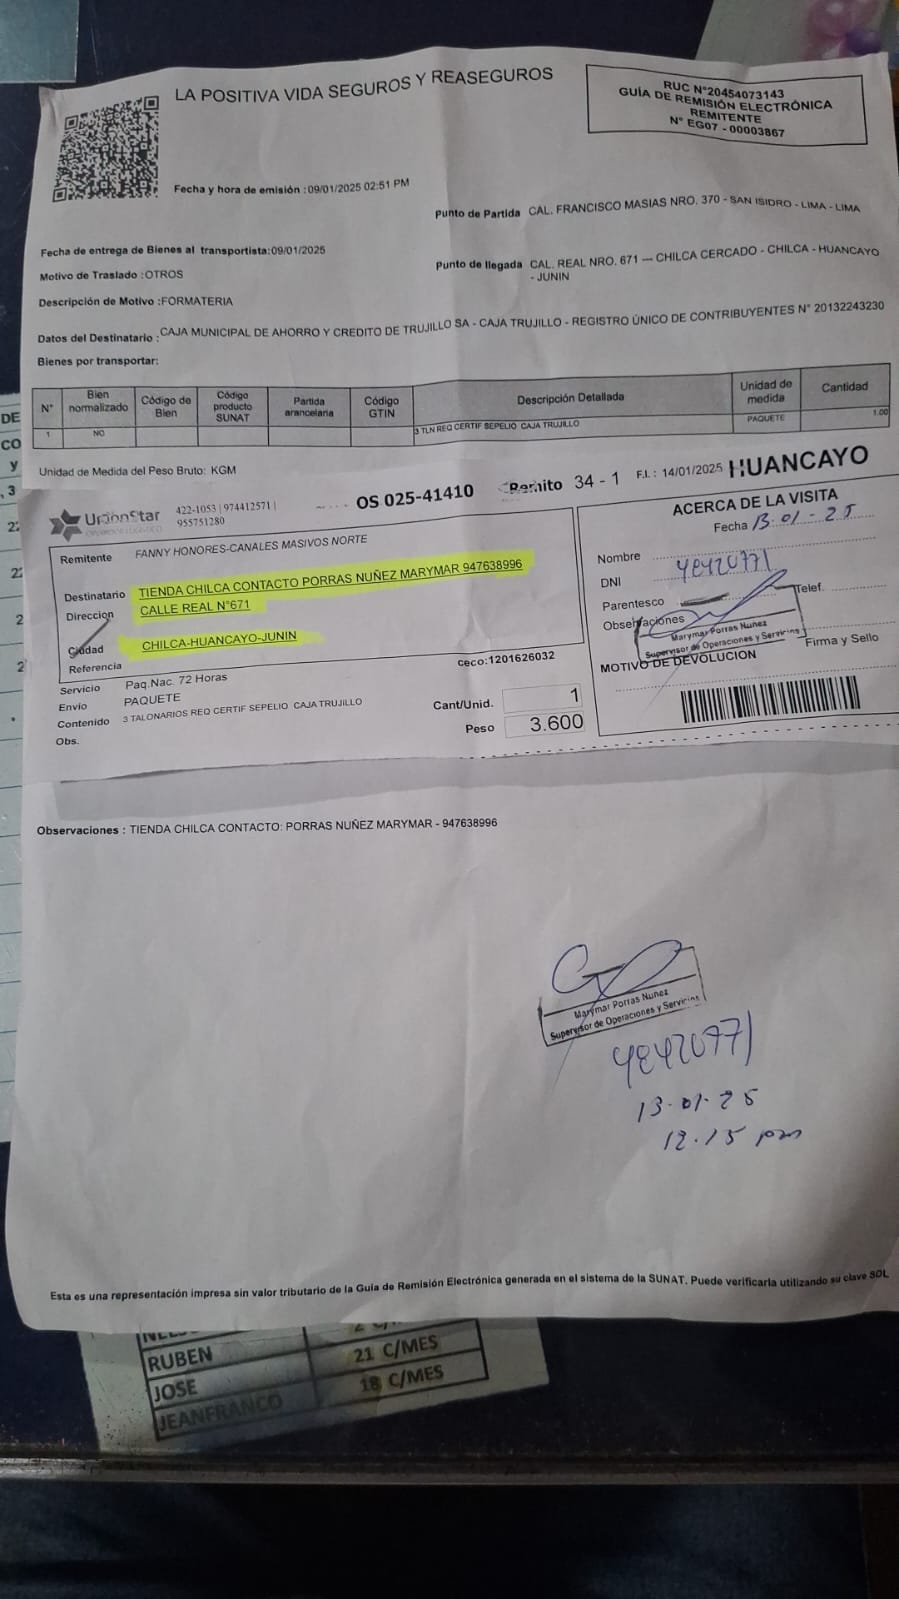 LA POSITIVA VIDA SEGUROS Y REASEGUROS
RUC N°20454073143
GUÍA DE REMISIÓN ELECTRÓNICA
REMITENTE
N° EG07 - 00003867
Fecha y hora de emisión :09/01/2025 02:51 PM
Punto de Partida CAL. FRANCISCO MASIAS NRO. 370 - SAN ISIDRO - LIMA - LIMA
Fecha de entrega de Bienes al transportista:09/01/2025
Punto de llegada CAL. REAL NRO. 671 --- CHILCA CERCADO - CHILCA - HUANCAYO
- JUNIN
Motivo de Traslado :OTROS
Descripción de Motivo :FORMATERIA
Datos del Destinatario :CAJA MUNICIPAL DE AHORRO Y CREDITO DE TRUJILLO SA - CAJA TRUJILLO - REGISTRO ÚNICO DE CONTRIBUYENTES N° 20132243230
Bienes por transportar:
N° Bien normalizado Código de Bien Código producto SUNAT Partida arancelaria Código GTIN Descripción Detallada Unidad de medida Cantidad
1 NO 3 TLN REQ CERTIF SEPELIO CAJA TRUJILLO PAQUETE 1.00
Unidad de Medida del Peso Bruto: KGM
UnionStar
422-1053 | 974412571 |
955751280
OS 025-41410 Remito 34 - 1 F.I.: 14/01/2025 HUANCAYO
Remitente FANNY HONORES-CANALES MASIVOS NORTE
Destinatario TIENDA CHILCA CONTACTO PORRAS NUÑEZ MARYMAR 947638996
Direccion CALLE REAL N°671
Ciudad CHILCA-HUANCAYO-JUNIN
Referencia
ceco:1201626032
Servicio Paq.Nac. 72 Horas
Envio PAQUETE
Contenido 3 TALONARIOS REQ CERTIF SEPELIO CAJA TRUJILLO
Obs.
Cant/Unid. 1
Peso 3.600
ACERCA DE LA VISITA
Fecha 13-01-25
Nombre
DNI 48420771
Parentesco Telef.
Observaciones
Marymar Porras Nunez
Supervisor de Operaciones y Servicios
Firma y Sello
MOTIVO DE DEVOLUCION
Observaciones : TIENDA CHILCA CONTACTO: PORRAS NUÑEZ MARYMAR - 947638996
Marymar Porras Nunez
Supervisor de Operaciones y Servicios
48420771
13-01-25
12.15 pm
Esta es una representación impresa sin valor tributario de la Guia de Remisión Electrónica generada en el sistema de la SUNAT. Puede verificarla utilizando su clave SOL
RUBEN 21 C/MES
JOSE 18 C/MES
JEANFRANCO